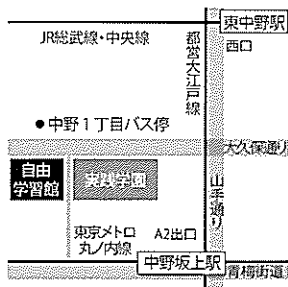 東中野駅
JR総武線・中央線
都営大江戸線
西口
●中野1丁目バス停
大久保通り
自由
学習館
実践学園
山手通り
東京メトロ
丸ノ内線
A2出口
中野坂上駅
青梅街道